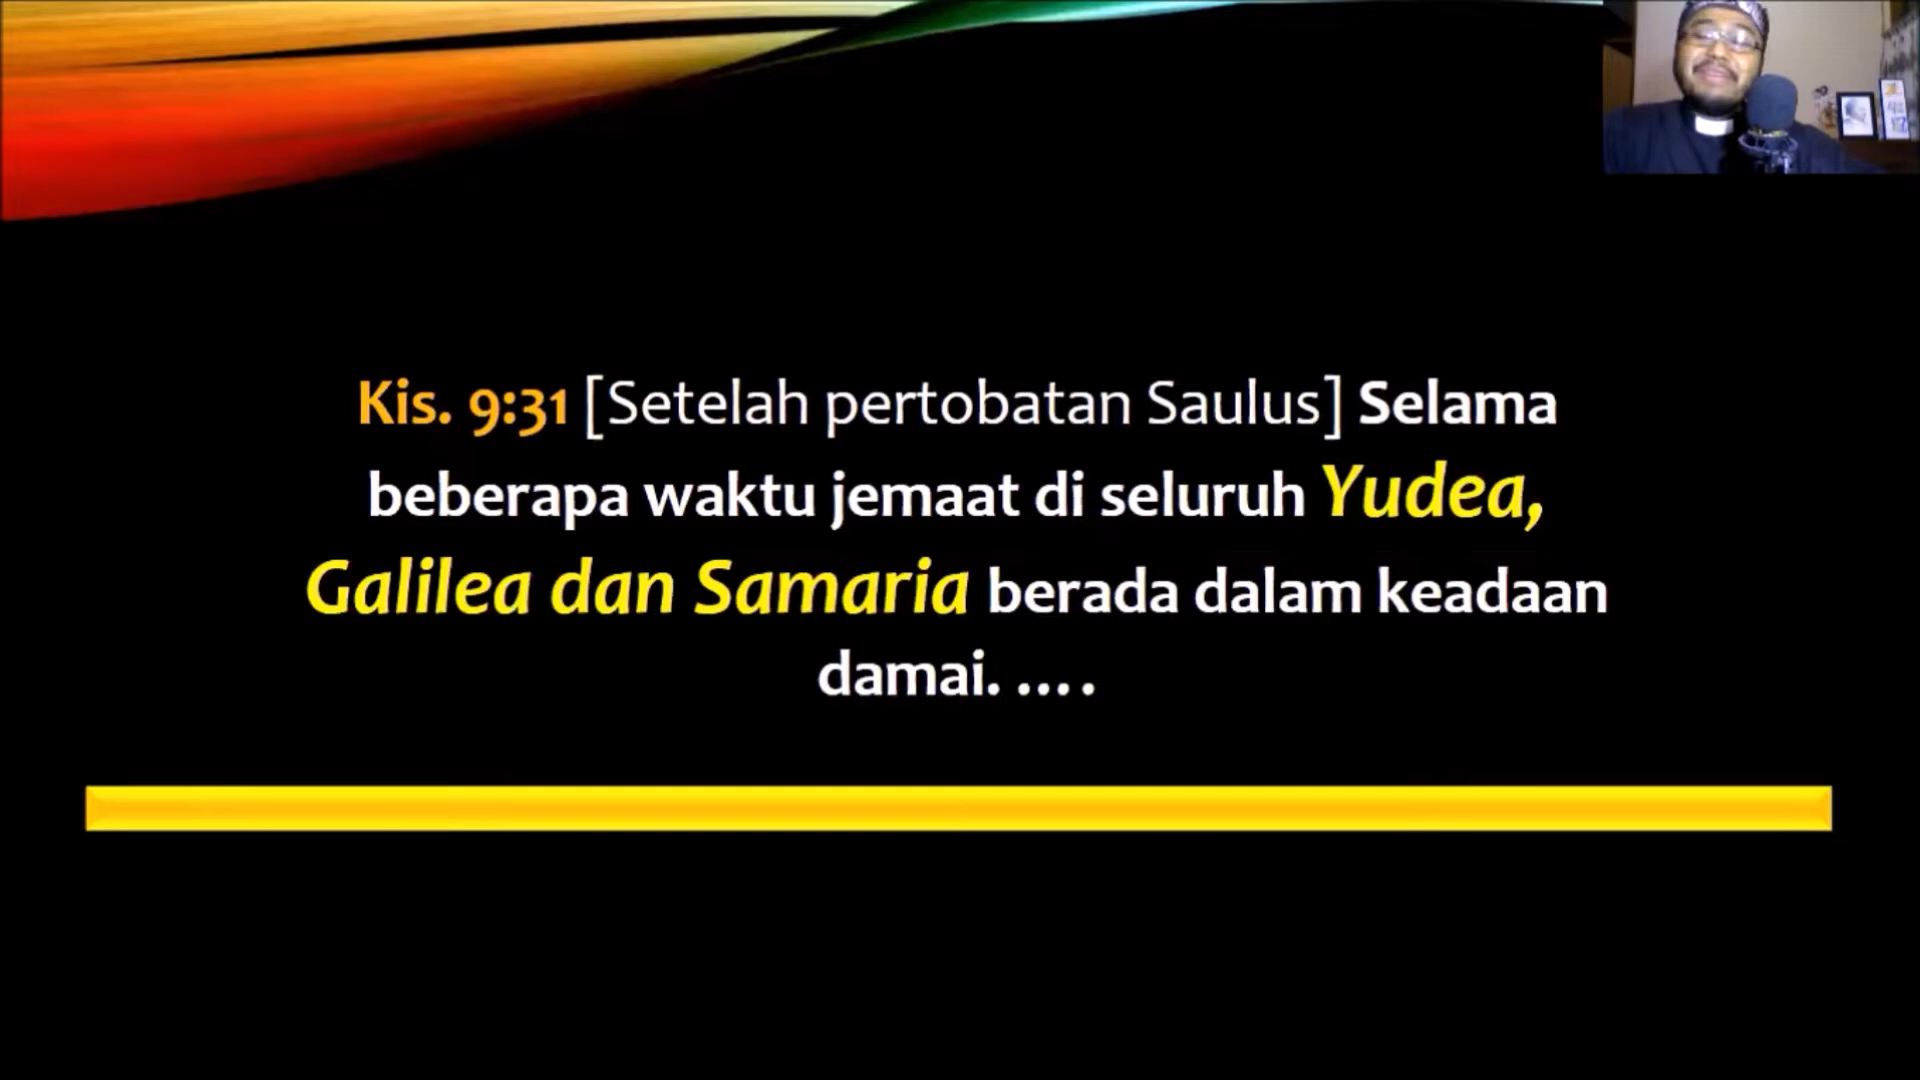 Kis. 9:31 [Setelah pertobatan Saulus] Selama
beberapa waktu jemaat di seluruh Yudea,
Galilea dan Samaria berada dalam keadaan
damai. ....